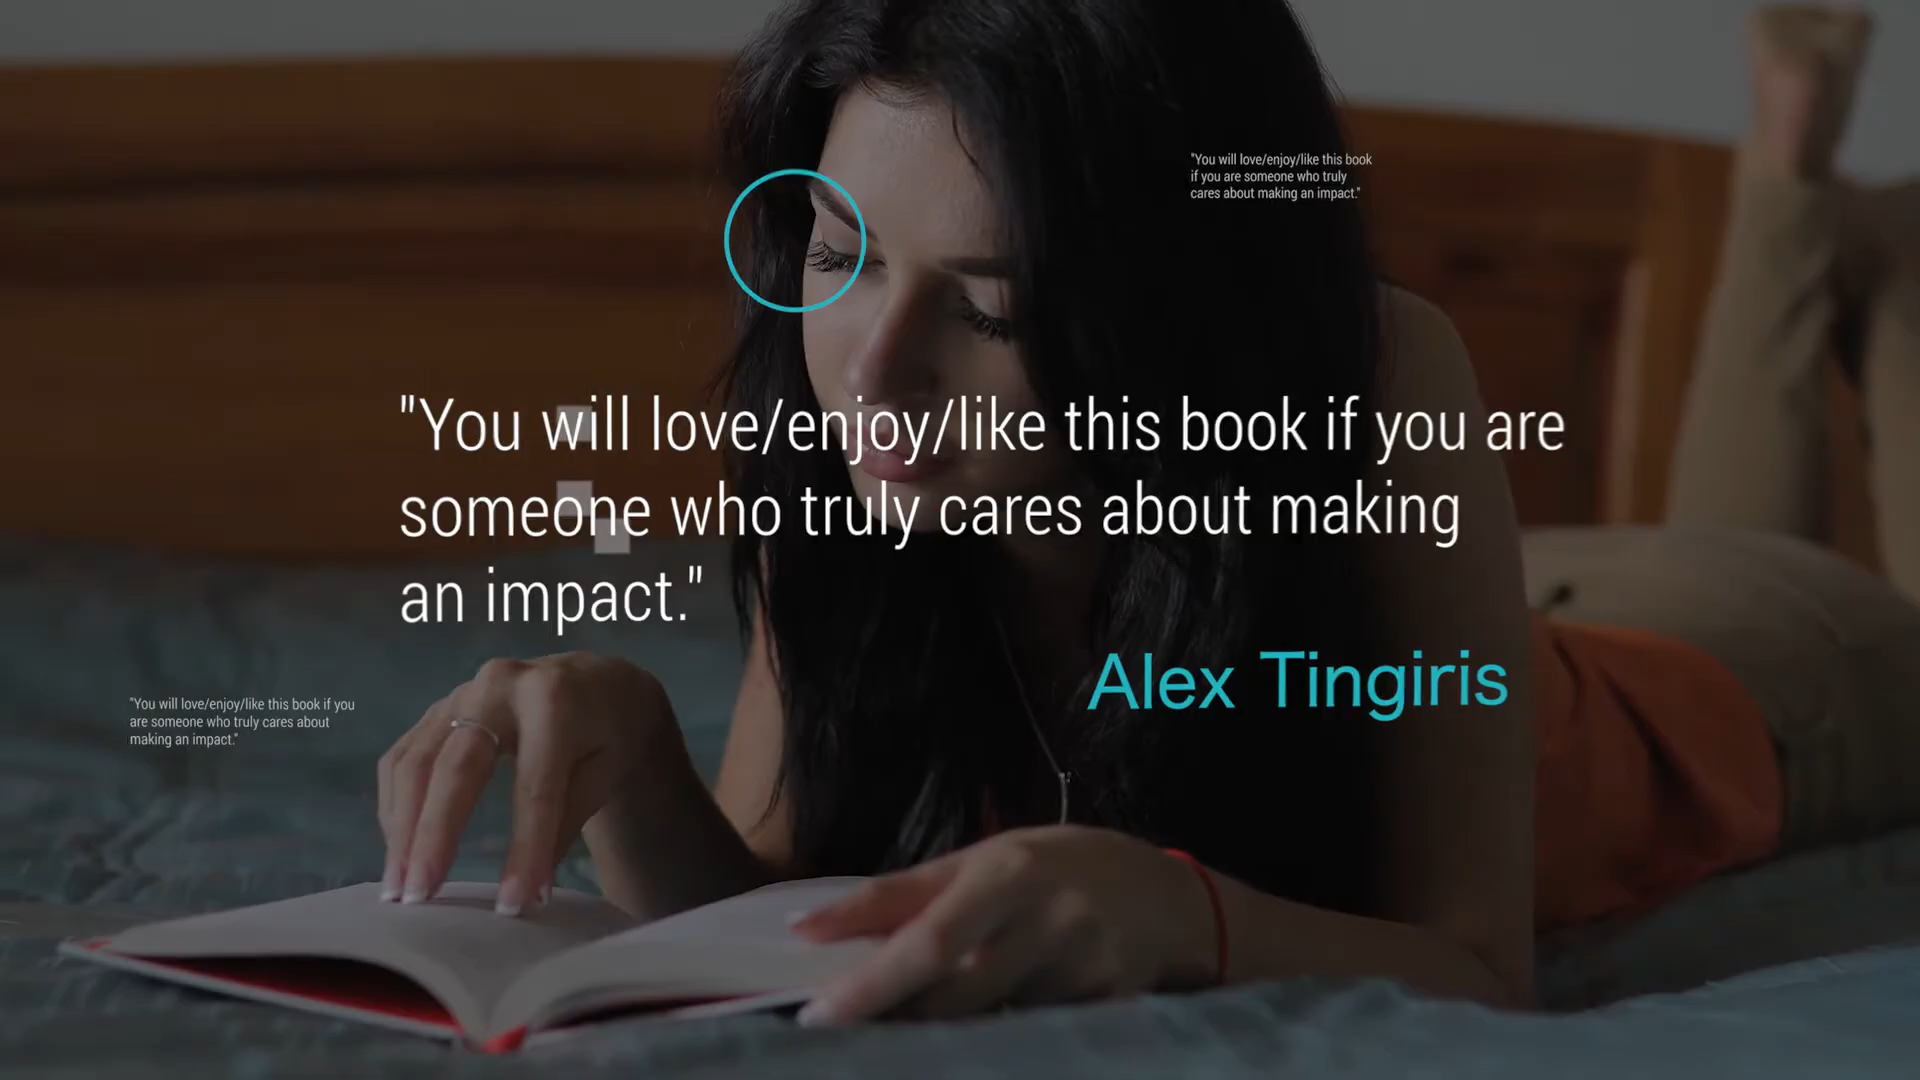 "You will love/enjoy/like this book
if you are someone who truly
cares about making an impact."
"You will love/enjoy/like this book if you are
someone who truly cares about making
an impact."
Alex Tingiris
"You will love/enjoy/like this book if you
are someone who truly cares about
making an impact."